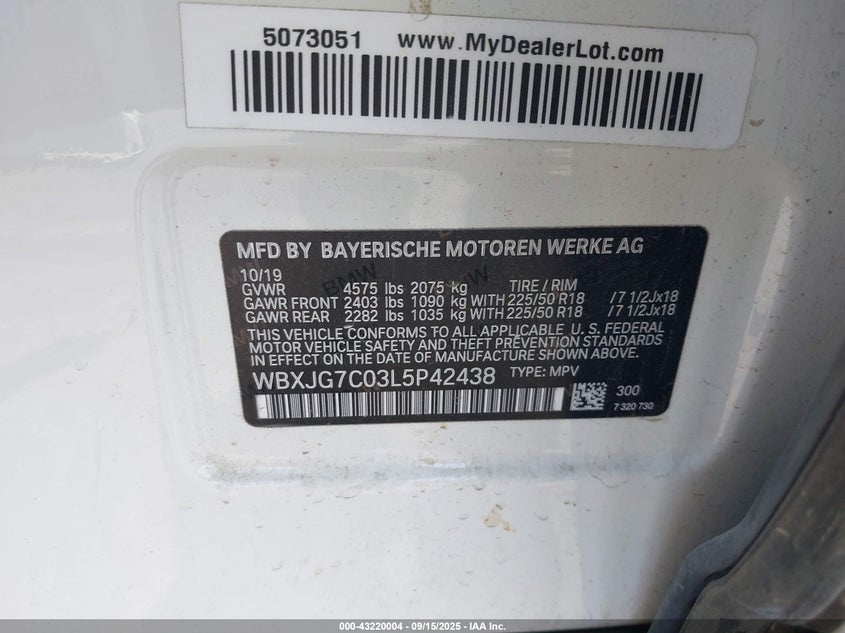 5073051 www.MyDealerLot.com
MFD BY BAYERISCHE MOTOREN WERKE AG
10/19
GVWR 4575 lbs 2075 kg TIRE / RIM
GAWR FRONT 2403 lbs 1090 kg WITH 225/50 R18 / 7 1/2Jx18
GAWR REAR 2282 lbs 1035 kg WITH 225/50 R18 / 7 1/2Jx18
THIS VEHICLE CONFORMS TO ALL APPLICABLE U. S. FEDERAL
MOTOR VEHICLE SAFETY AND THEFT PREVENTION STANDARDS
IN EFFECT ON THE DATE OF MANUFACTURE SHOWN ABOVE.
WBXJG7C03L5P42438 TYPE: MPV
300
7 320 730
000-43220004 - 09/15/2025 - IAA Inc.